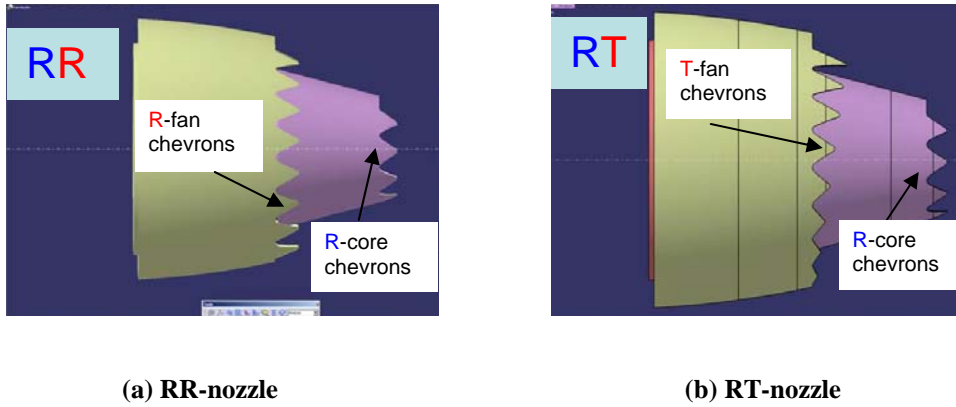 RR
R-fan
chevrons
R-core
chevrons
RT
T-fan
chevrons
R-core
chevrons
(a) RR-nozzle
(b) RT-nozzle